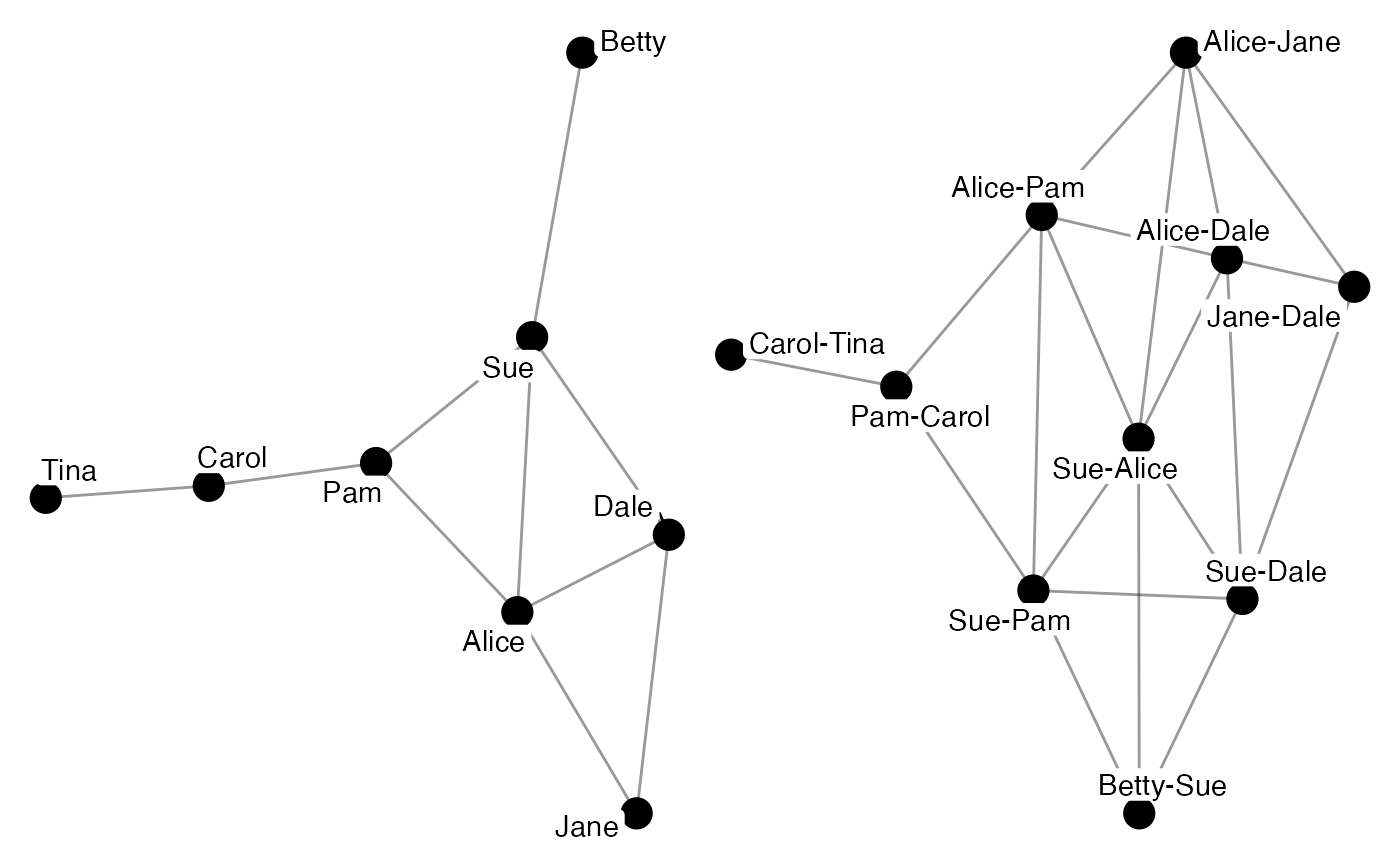 Betty
Sue
Tina
Carol
Pam
Dale
Alice
Jane
Alice-Jane
Alice-Pam
Alice-Dale
Jane-Dale
Carol-Tina
Pam-Carol
Sue-Alice
Sue-Dale
Sue-Pam
Betty-Sue